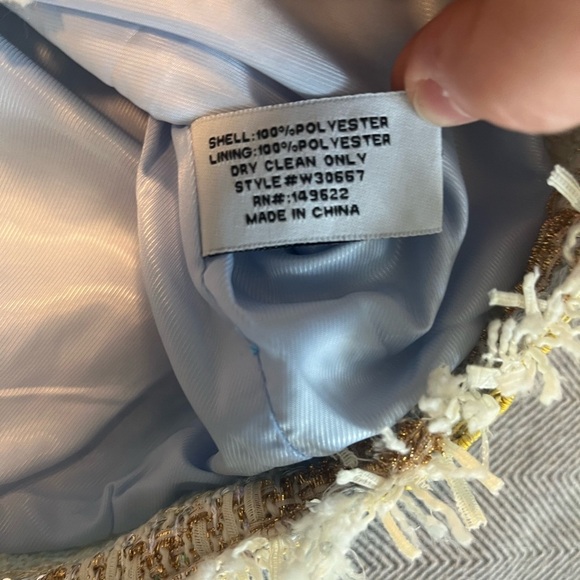 SHELL:100%POLYESTER
LINING:100%POLYESTER
DRY CLEAN ONLY
STYLE#W30667
RN#:149622
MADE IN CHINA